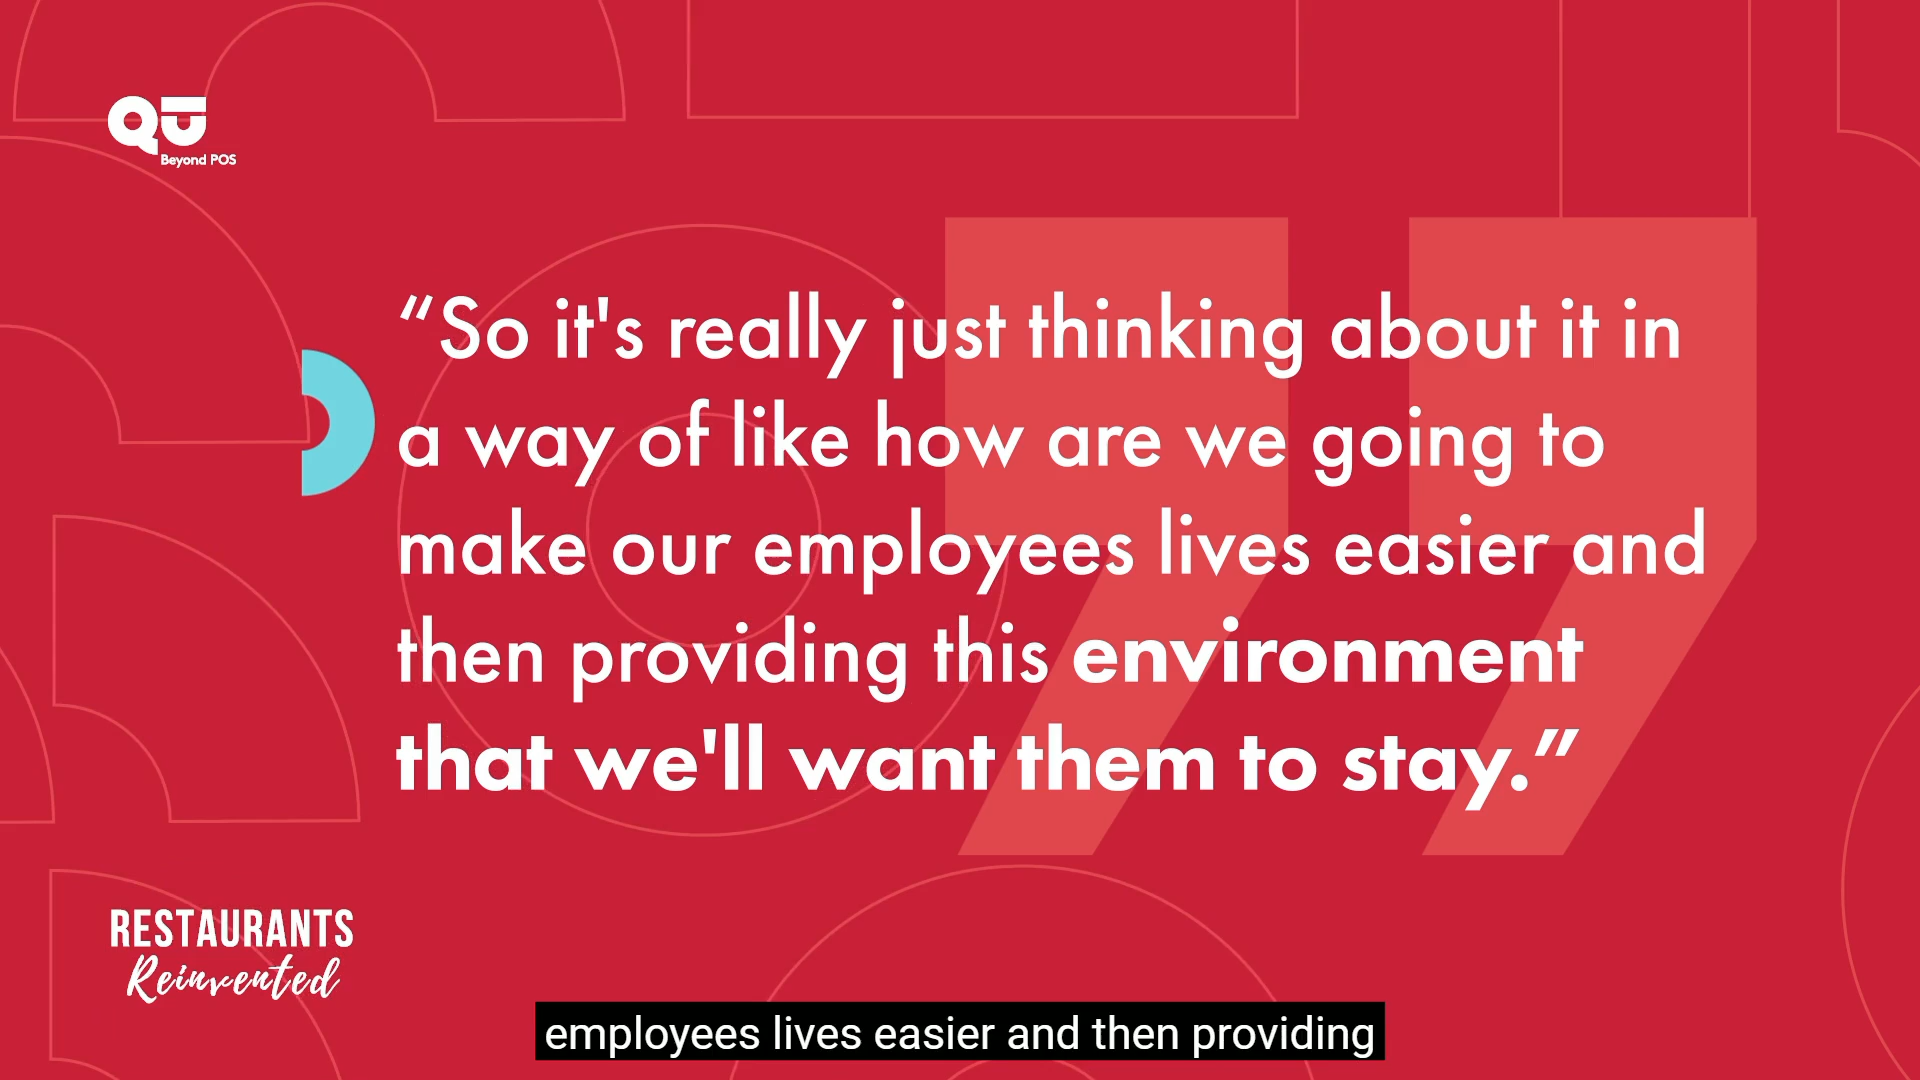 QU
Beyond POS
“So it's really just thinking about it in
a way of like how are we going to
make our employees lives easier and
then providing this environment
that we'll want them to stay.”
RESTAURANTS
Reinvented
employees lives easier and then providing